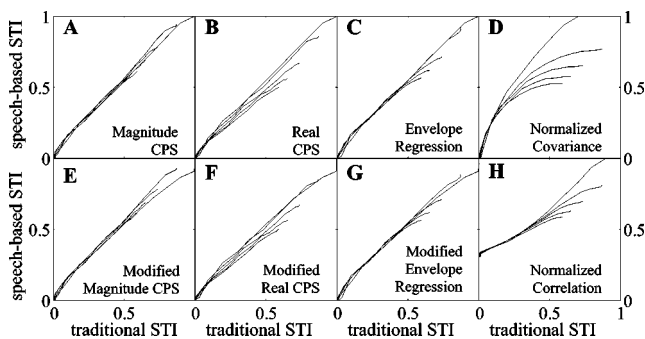 1
A
B
C
D
1
speech-based STI
0.5
0.5
Magnitude
CPS
Real
CPS
Envelope
Regression
Normalized
Covariance
0
0
1
E
F
G
H
1
speech-based STI
0.5
0.5
Modified
Magnitude CPS
Modified
Real CPS
Modified
Envelope
Regression
Normalized
Correlation
0
0
0 0.5 0 0.5 0 0.5 0 0.5 1
traditional STI traditional STI traditional STI traditional STI